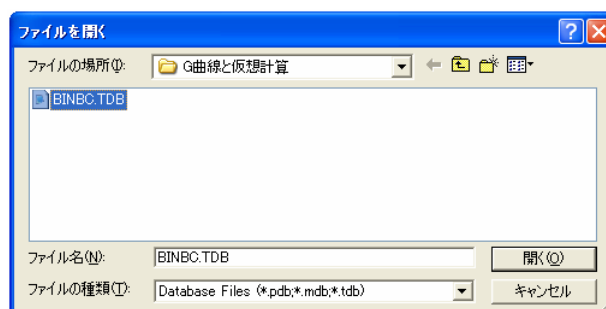 ファイルを開く
ファイルの場所(I): G曲線と仮想計算
BINBC.TDB
ファイル名(N): BINBC.TDB 開く(O)
ファイルの種類(T): Database Files (*.pdb;*.mdb;*.tdb) キャンセル